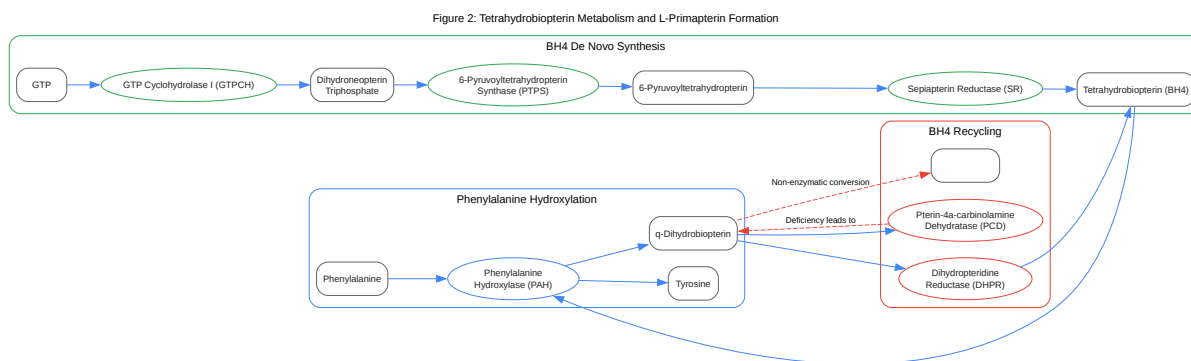 Figure 2: Tetrahydrobiopterin Metabolism and L-Primapterin Formation
BH4 De Novo Synthesis
GTP
GTP Cyclohydrolase I (GTPCH)
Dihydroneopterin
Triphosphate
6-Pyruvoyltetrahydropterin
Synthase (PTPS)
6-Pyruvoyltetrahydropterin
Sepiapterin Reductase (SR)
Tetrahydrobiopterin (BH4)
BH4 Recycling
Non-enzymatic conversion
Phenylalanine Hydroxylation
Deficiency leads to
Pterin-4a-carbinolamine
Dehydratase (PCD)
q-Dihydrobiopterin
Phenylalanine
Phenylalanine
Hydroxylase (PAH)
Tyrosine
Dihydropteridine
Reductase (DHPR)